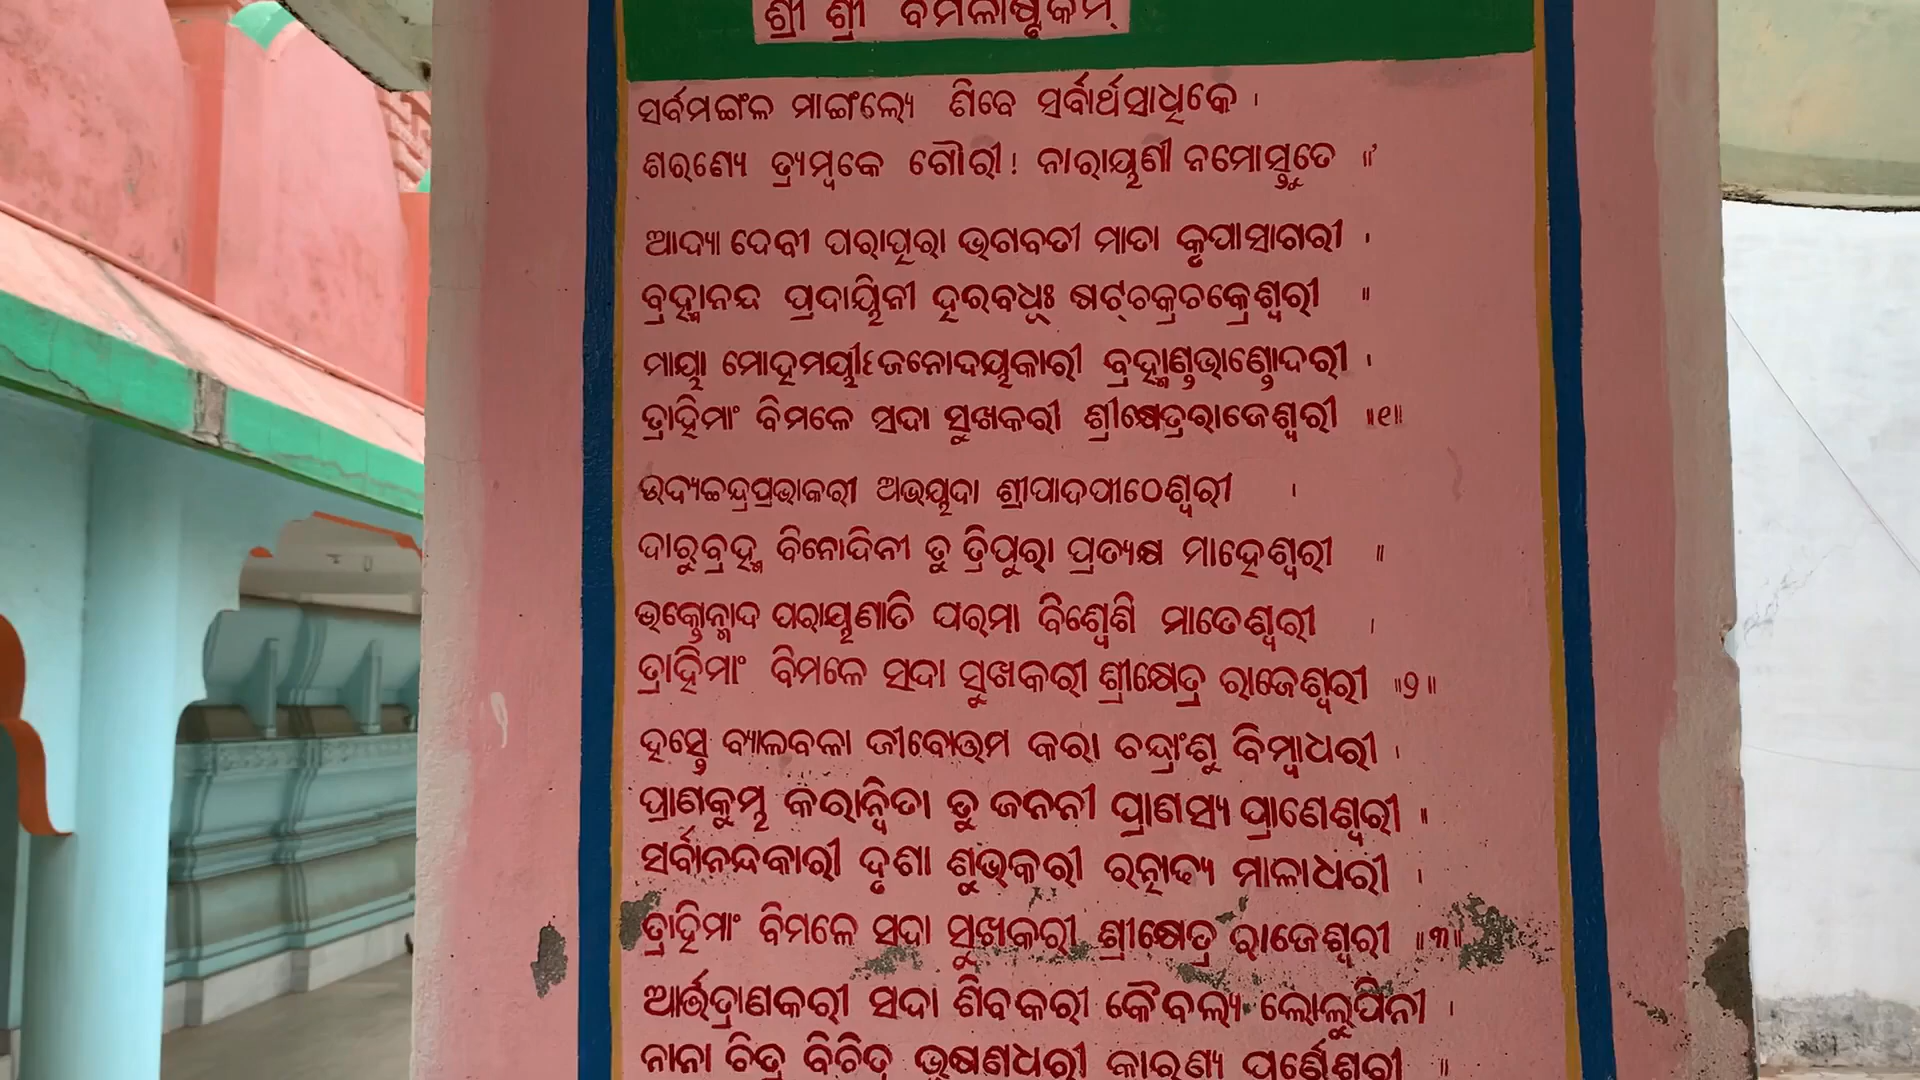 ଶ୍ରୀ ଶ୍ରୀ ବିମଳାଷ୍ଟକମ୍
ସର୍ବମଙ୍ଗଳ ମାଙ୍ଗଲ୍ୟେ ଶିବେ ସର୍ବାର୍ଥସାଧିକେ ।
ଶରଣ୍ୟେ ତ୍ର୍ୟମ୍ବକେ ଗୌରୀ! ନାରାୟଣୀ ନମୋସ୍ତୁତେ ॥
ଆଦ୍ୟା ଦେବୀ ପରାତ୍ପରା ଭଗବତୀ ମାତା କୃପାସାଗରୀ ।
ବ୍ରହ୍ମାନନ୍ଦ ପ୍ରଦାୟିନୀ ହରବଧୂଃ ଷଟ୍‌ଚକ୍ରଚକ୍ରେଶ୍ୱରୀ ॥
ମାୟା ମୋହମୟୀ ଜନୋଦୟକାରୀ ବ୍ରହ୍ମାଣ୍ଡଭାଣ୍ଡୋଦରୀ ।
ତ୍ରାହିମାଂ ବିମଳେ ସଦା ସୁଖକରୀ ଶ୍ରୀକ୍ଷେତ୍ରରାଜେଶ୍ୱରୀ ॥୧॥
ଉଦ୍ୟଚ୍ଚନ୍ଦ୍ରପ୍ରଭାକରୀ ଅଭୟଦା ଶ୍ରୀପାଦପୀଠେଶ୍ୱରୀ ।
ଦାରୁବ୍ରହ୍ମ ବିନୋଦିନୀ ତୁ ତ୍ରିପୁରା ପ୍ରତ୍ୟକ୍ଷ ମାହେଶ୍ୱରୀ ॥
ଭକ୍ତୋନ୍ମାଦ ପରାୟଣାତି ପରମା ବିଶ୍ୱେଶି ମାତେଶ୍ୱରୀ ।
ତ୍ରାହିମାଂ ବିମଳେ ସଦା ସୁଖକରୀ ଶ୍ରୀକ୍ଷେତ୍ର ରାଜେଶ୍ୱରୀ ॥୨॥
ହସ୍ତେ ବ୍ୟାଳବଳା ଜୀବୋତ୍ତମ କରା ଚନ୍ଦ୍ରାଂଶୁ ବିମ୍ବାଧରୀ ।
ପ୍ରାଣକୁମ୍ଭ କରାନ୍ୱିତା ତୁ ଜନନୀ ପ୍ରାଣସ୍ୟ ପ୍ରାଣେଶ୍ୱରୀ ॥
ସର୍ବାନନ୍ଦକାରୀ ଦୃଶା ଶୁଭକରୀ ରତ୍ନାଢ୍ୟ ମାଳାଧରୀ ।
ତ୍ରାହିମାଂ ବିମଳେ ସଦା ସୁଖକରୀ ଶ୍ରୀକ୍ଷେତ୍ର ରାଜେଶ୍ୱରୀ ॥୩॥
ଆର୍ତ୍ତତ୍ରାଣକରୀ ସଦା ଶିବକରୀ କୈବଲ୍ୟ ଲୋଲୁପିନୀ ।
ନାନା ଚିତ୍ର ବିଚିତ୍ର ଭୂଷଣଧରୀ କାରଣ୍ୟ ପୂର୍ଣ୍ଣେଶ୍ୱରୀ ॥